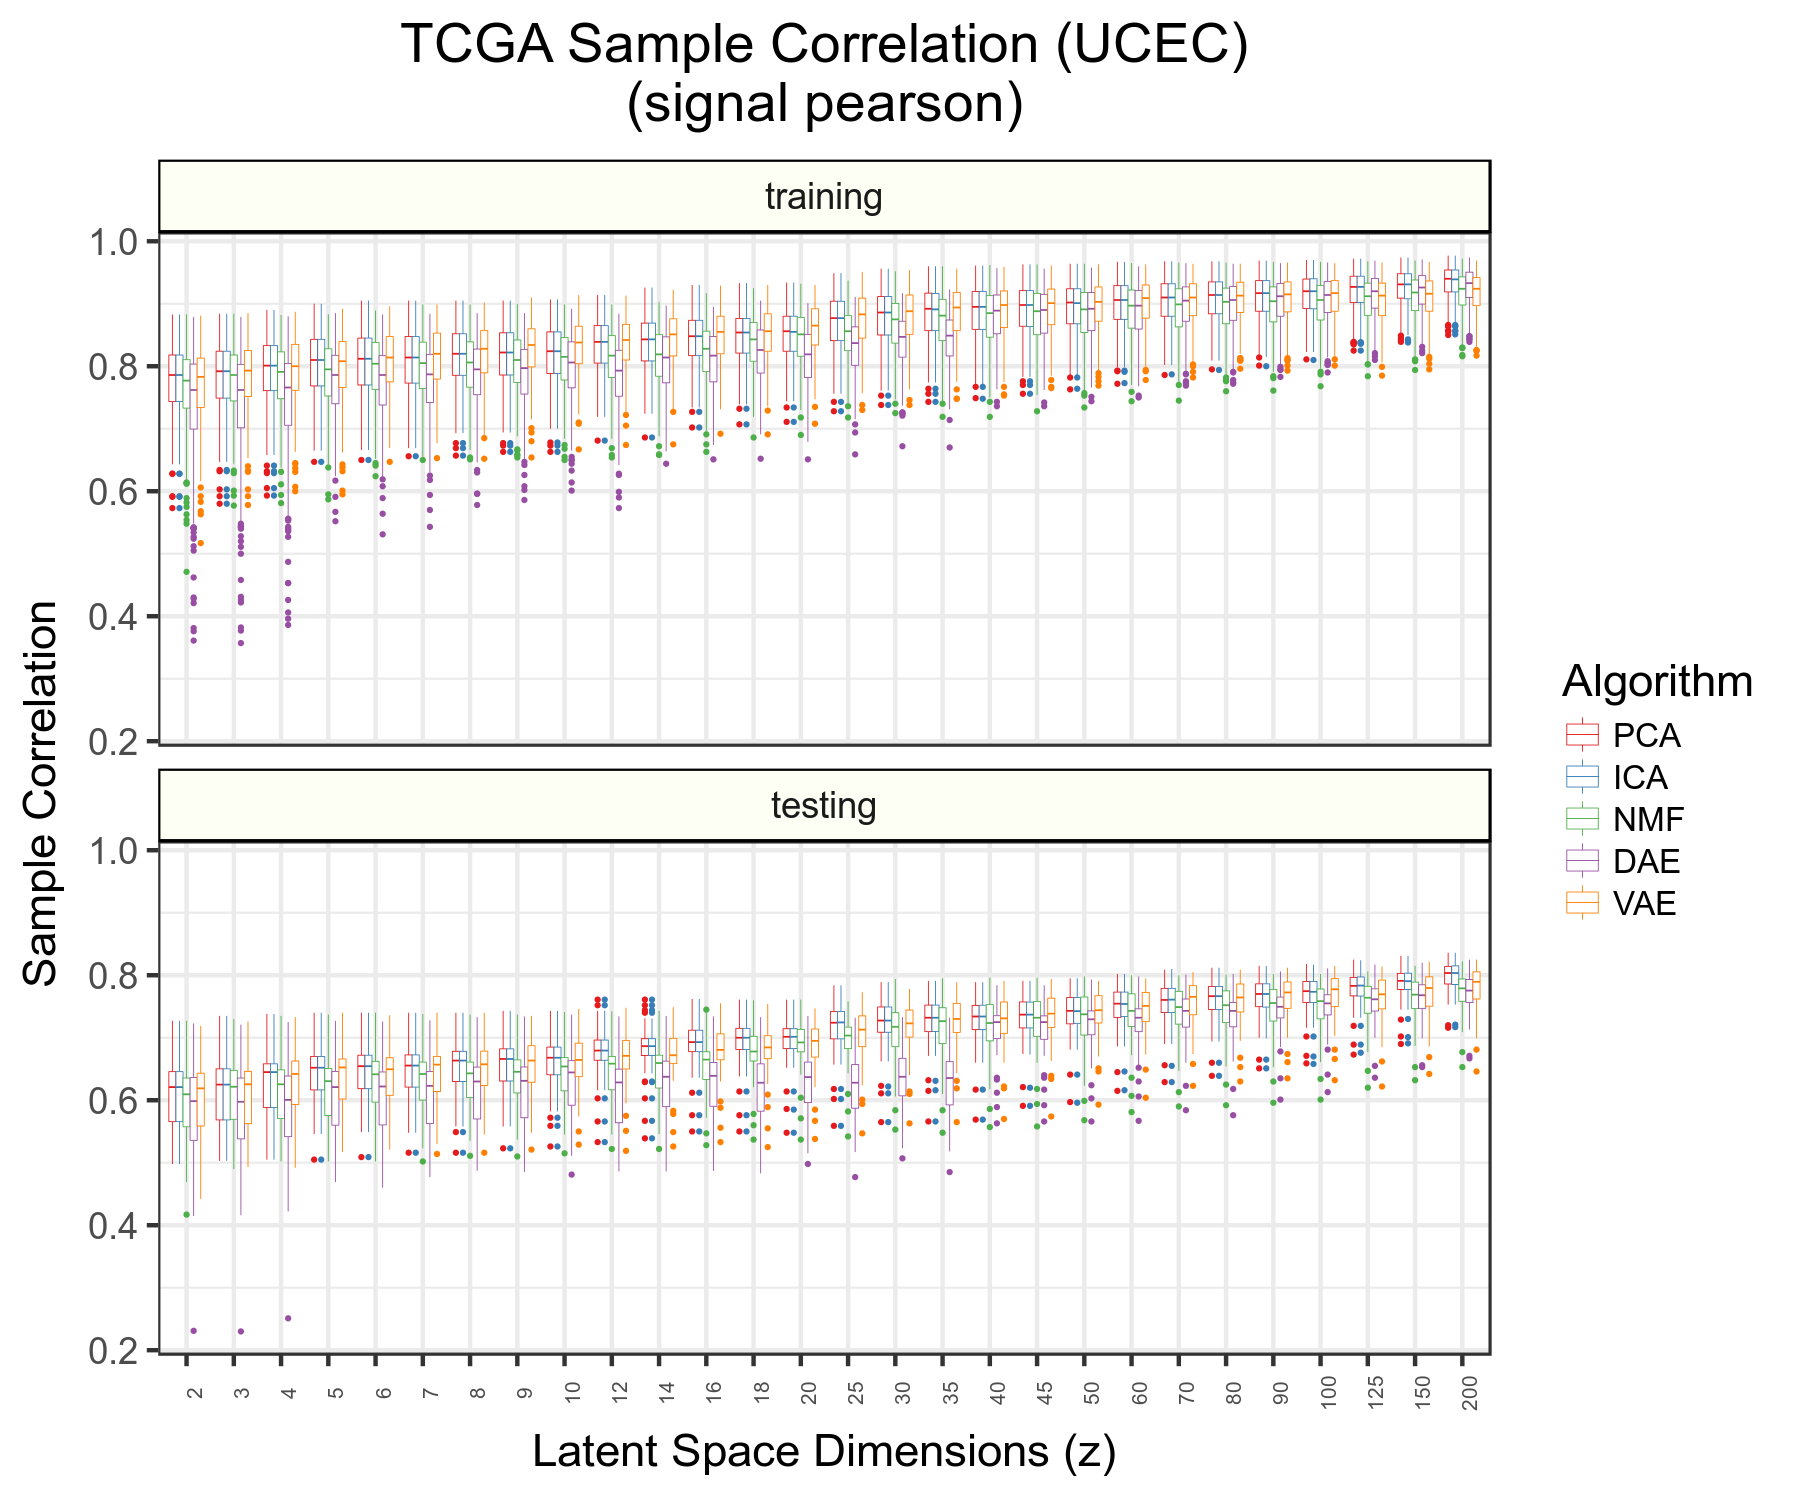 TCGA Sample Correlation (UCEC)
(signal pearson)
training
1.0
0.8
0.6
0.4
0.2
testing
1.0
0.8
0.6
0.4
0.2
Sample Correlation
2 3 4 5 6 7 8 9 10 12 14 16 18 20 25 30 35 40 45 50 60 70 80 90 100 125 150 200
Latent Space Dimensions (z)
Algorithm
PCA
ICA
NMF
DAE
VAE